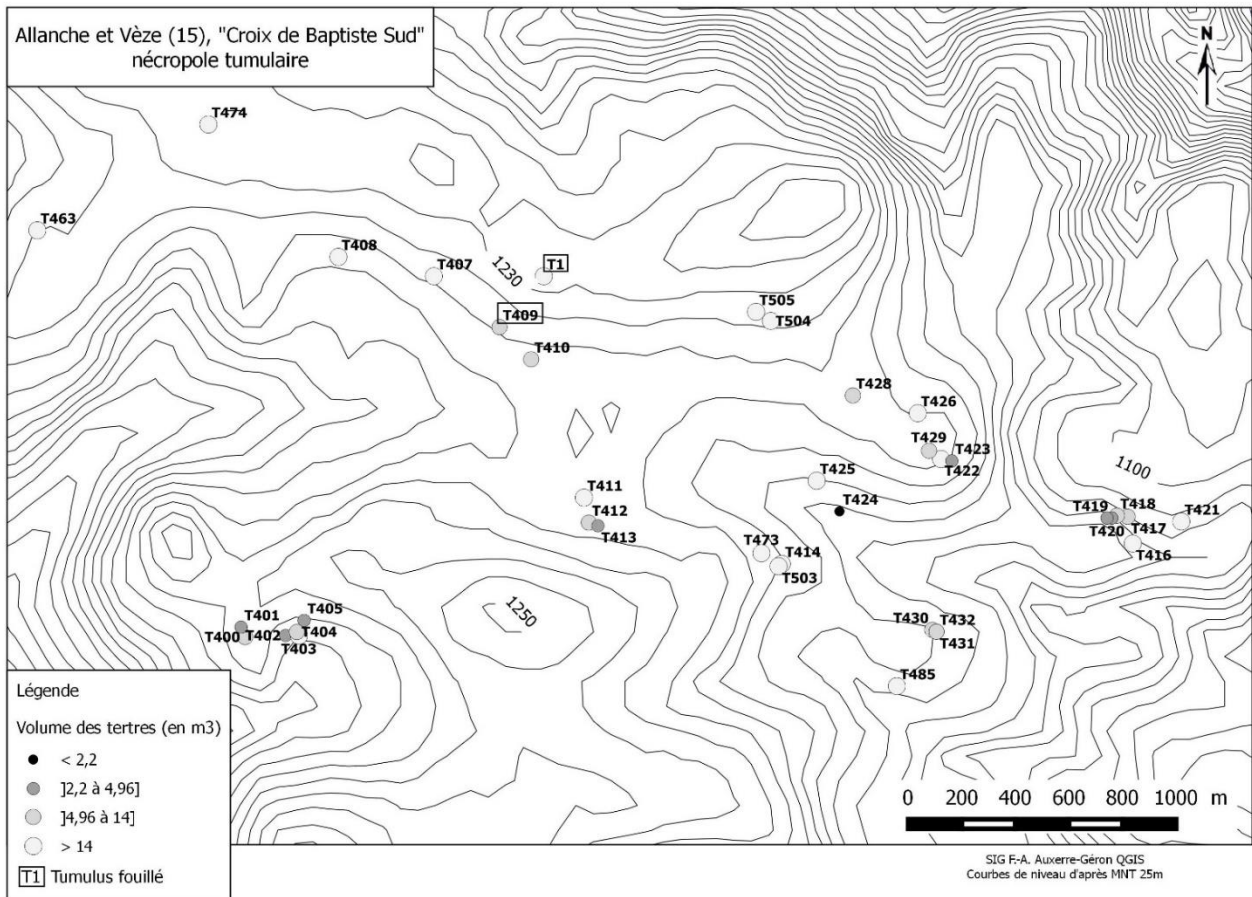 Allanche et Vèze (15), "Croix de Baptiste Sud"
nécropole tumulaire
N
T474
T463
T408
T407
1230
T1
T409
T410
T505
T504
T428
T426
T429
T423
T422
T425
T424
1100
T411
T412
T413
T419
T418
T421
T420
T417
T416
T473
T414
T503
1250
T401
T405
T400
T402
T404
T403
T430
T432
T431
T485
Légende
Volume des tertres (en m3)
< 2,2
]2,2 à 4,96]
]4,96 à 14]
> 14
T1 Tumulus fouillé
0 200 400 600 800 1000 m
SIG F.-A. Auxerre-Géron QGIS
Courbes de niveau d'après MNT 25m